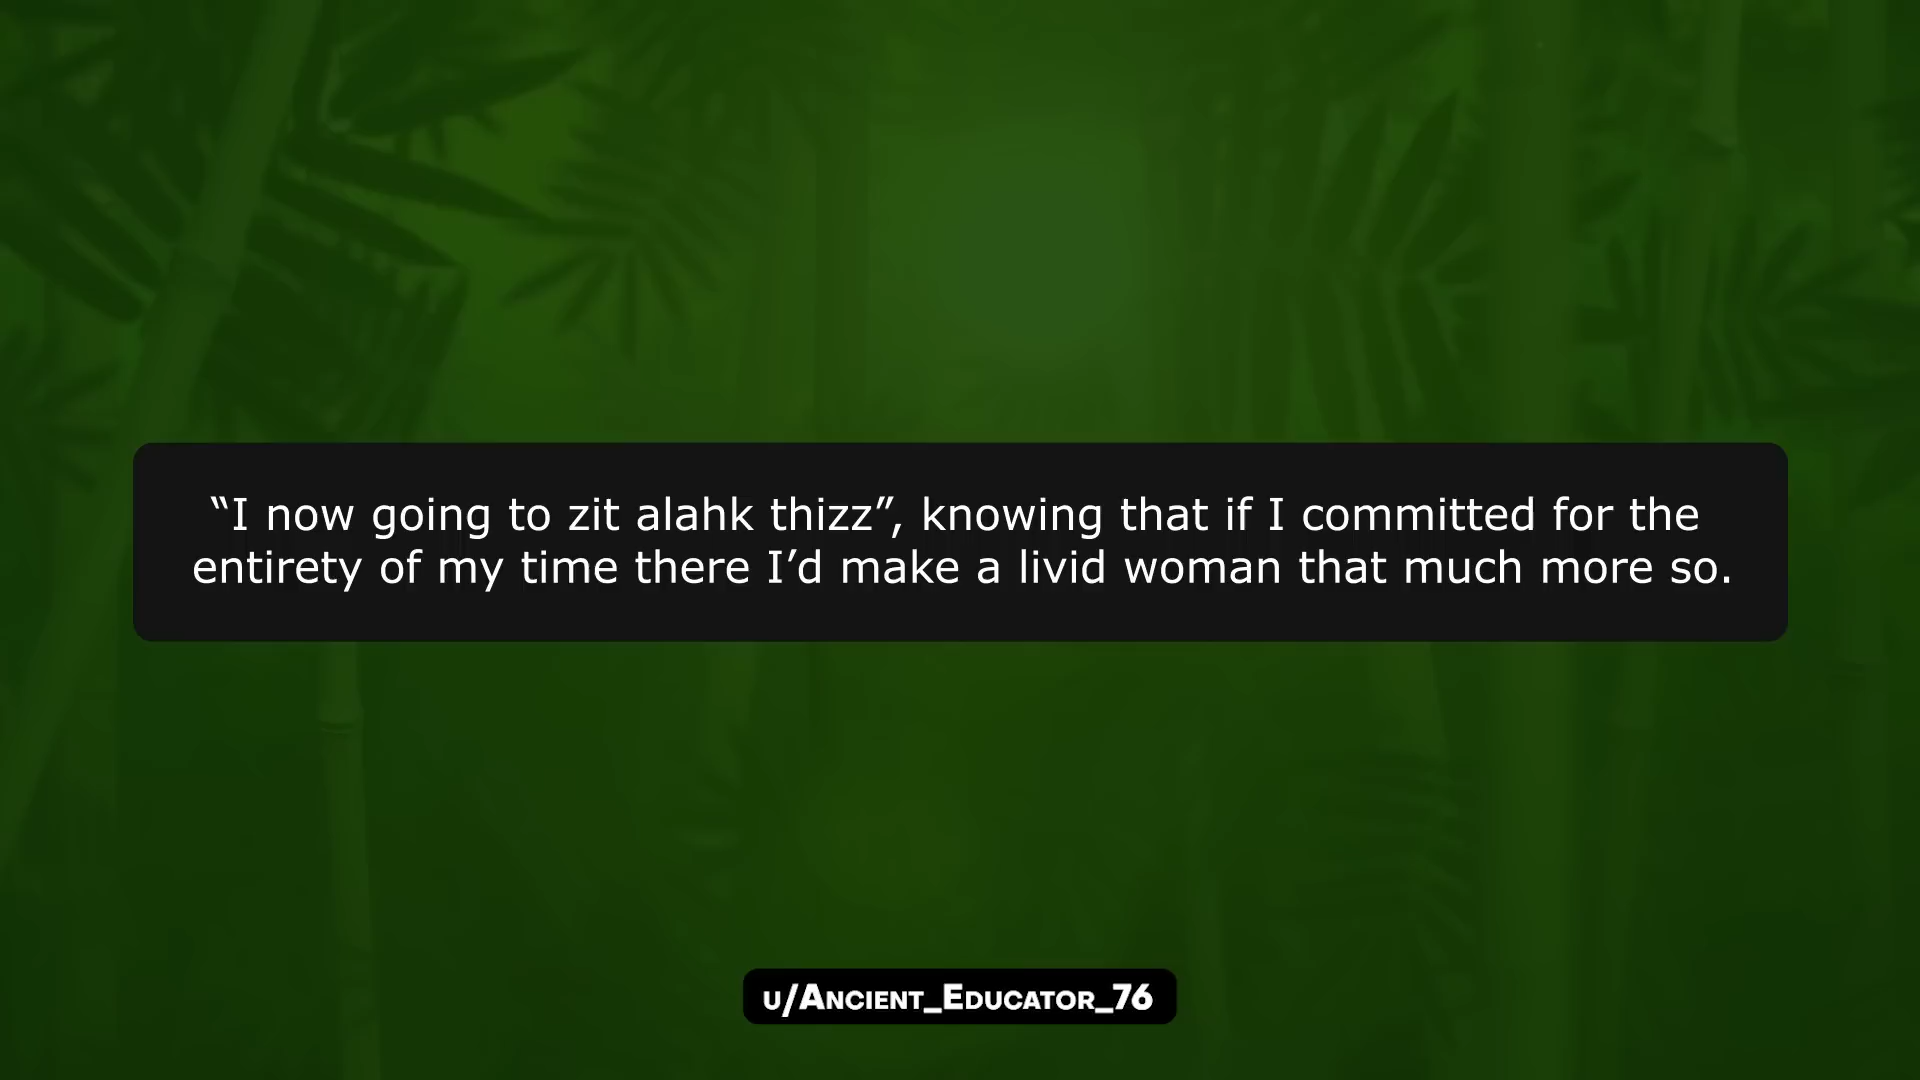 “I now going to zit alahk thizz”, knowing that if I committed for the
entirety of my time there I’d make a livid woman that much more so.
u/Ancient_Educator_76